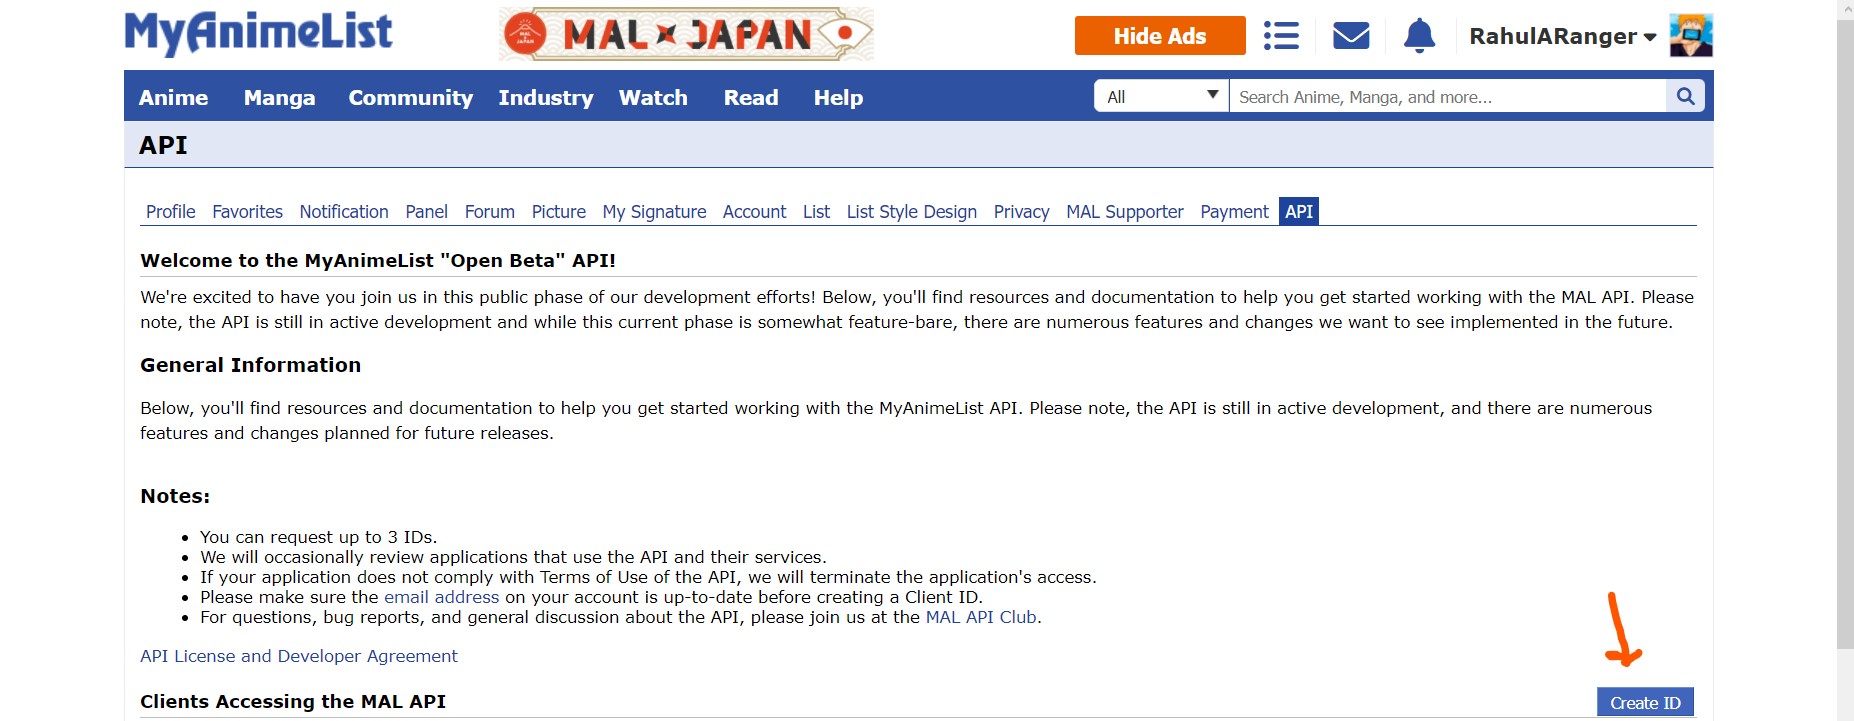 MyAnimeList
MAL x JAPAN
MAL x JAPAN
Hide Ads
RahulARanger
Anime Manga Community Industry Watch Read Help
All
Search Anime, Manga, and more...
API
Profile Favorites Notification Panel Forum Picture My Signature Account List List Style Design Privacy MAL Supporter Payment API
Welcome to the MyAnimeList "Open Beta" API!
We're excited to have you join us in this public phase of our development efforts! Below, you'll find resources and documentation to help you get started working with the MAL API. Please
note, the API is still in active development and while this current phase is somewhat feature-bare, there are numerous features and changes we want to see implemented in the future.
General Information
Below, you'll find resources and documentation to help you get started working with the MyAnimeList API. Please note, the API is still in active development, and there are numerous
features and changes planned for future releases.
Notes:
• You can request up to 3 IDs.
• We will occasionally review applications that use the API and their services.
• If your application does not comply with Terms of Use of the API, we will terminate the application's access.
• Please make sure the email address on your account is up-to-date before creating a Client ID.
• For questions, bug reports, and general discussion about the API, please join us at the MAL API Club.
API License and Developer Agreement
Clients Accessing the MAL API
Create ID